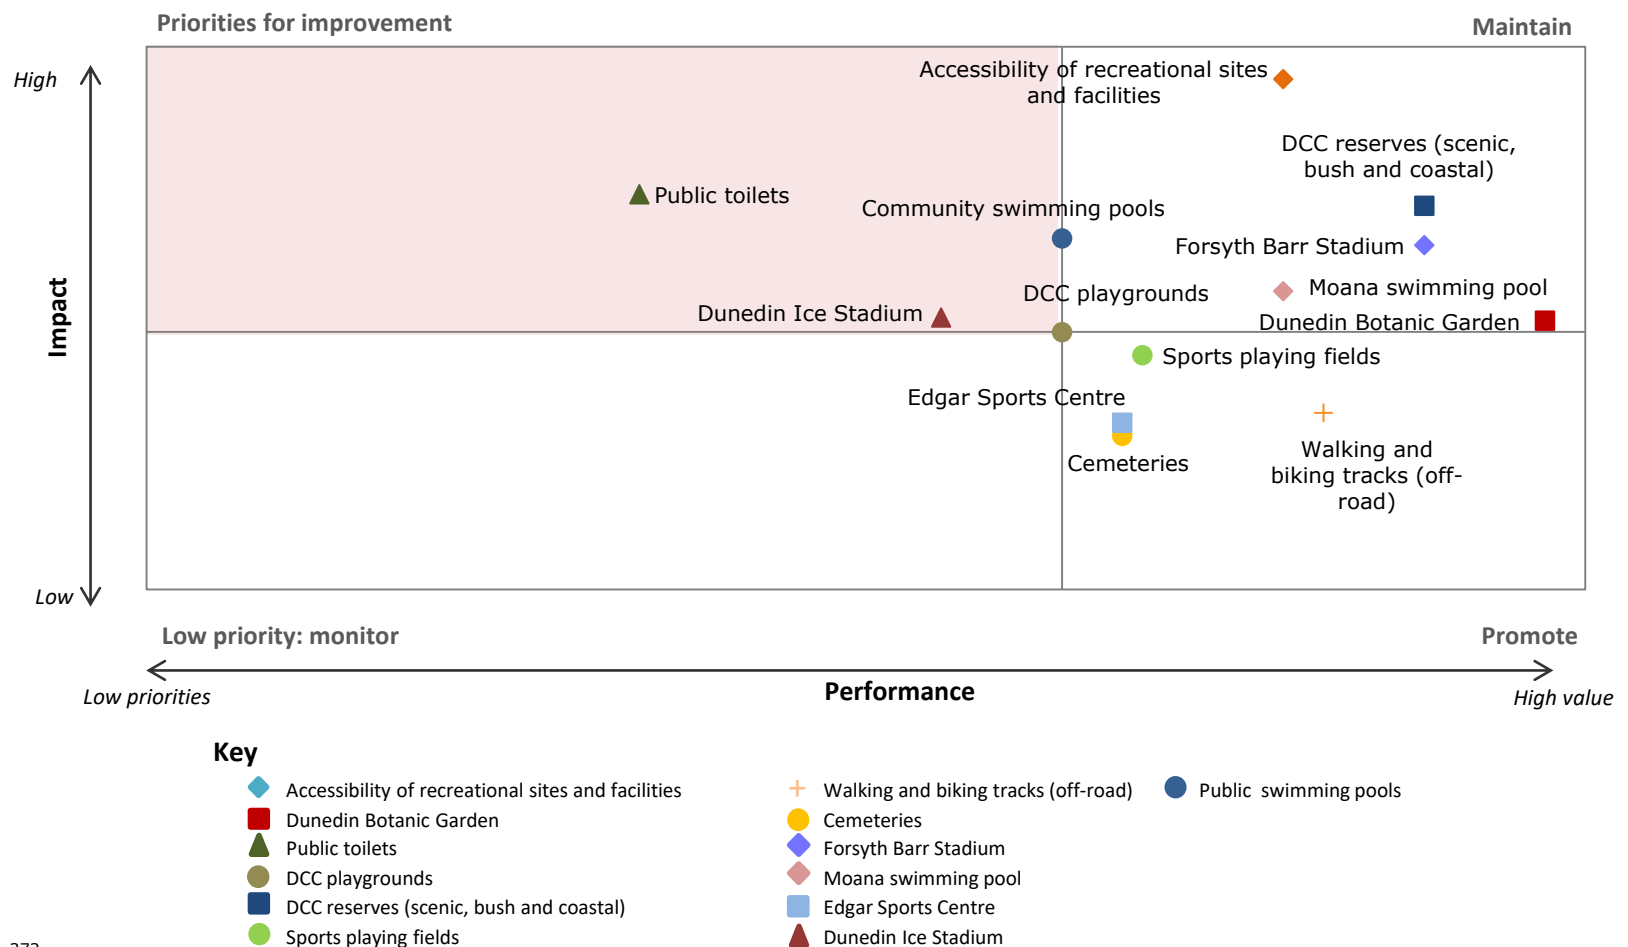 Priorities for improvement
Maintain
High
Accessibility of recreational sites
and facilities
DCC reserves (scenic,
bush and coastal)
Public toilets
Community swimming pools
Forsyth Barr Stadium
DCC playgrounds
Moana swimming pool
Dunedin Ice Stadium
Dunedin Botanic Garden
Impact
Sports playing fields
Edgar Sports Centre
Cemeteries
Walking and
biking tracks (off-
road)
Low
Low priority: monitor
Promote
Low priorities
Performance
High value
Key
Accessibility of recreational sites and facilities
Walking and biking tracks (off-road)
Public swimming pools
Dunedin Botanic Garden
Cemeteries
Public toilets
Forsyth Barr Stadium
DCC playgrounds
Moana swimming pool
DCC reserves (scenic, bush and coastal)
Edgar Sports Centre
Sports playing fields
Dunedin Ice Stadium